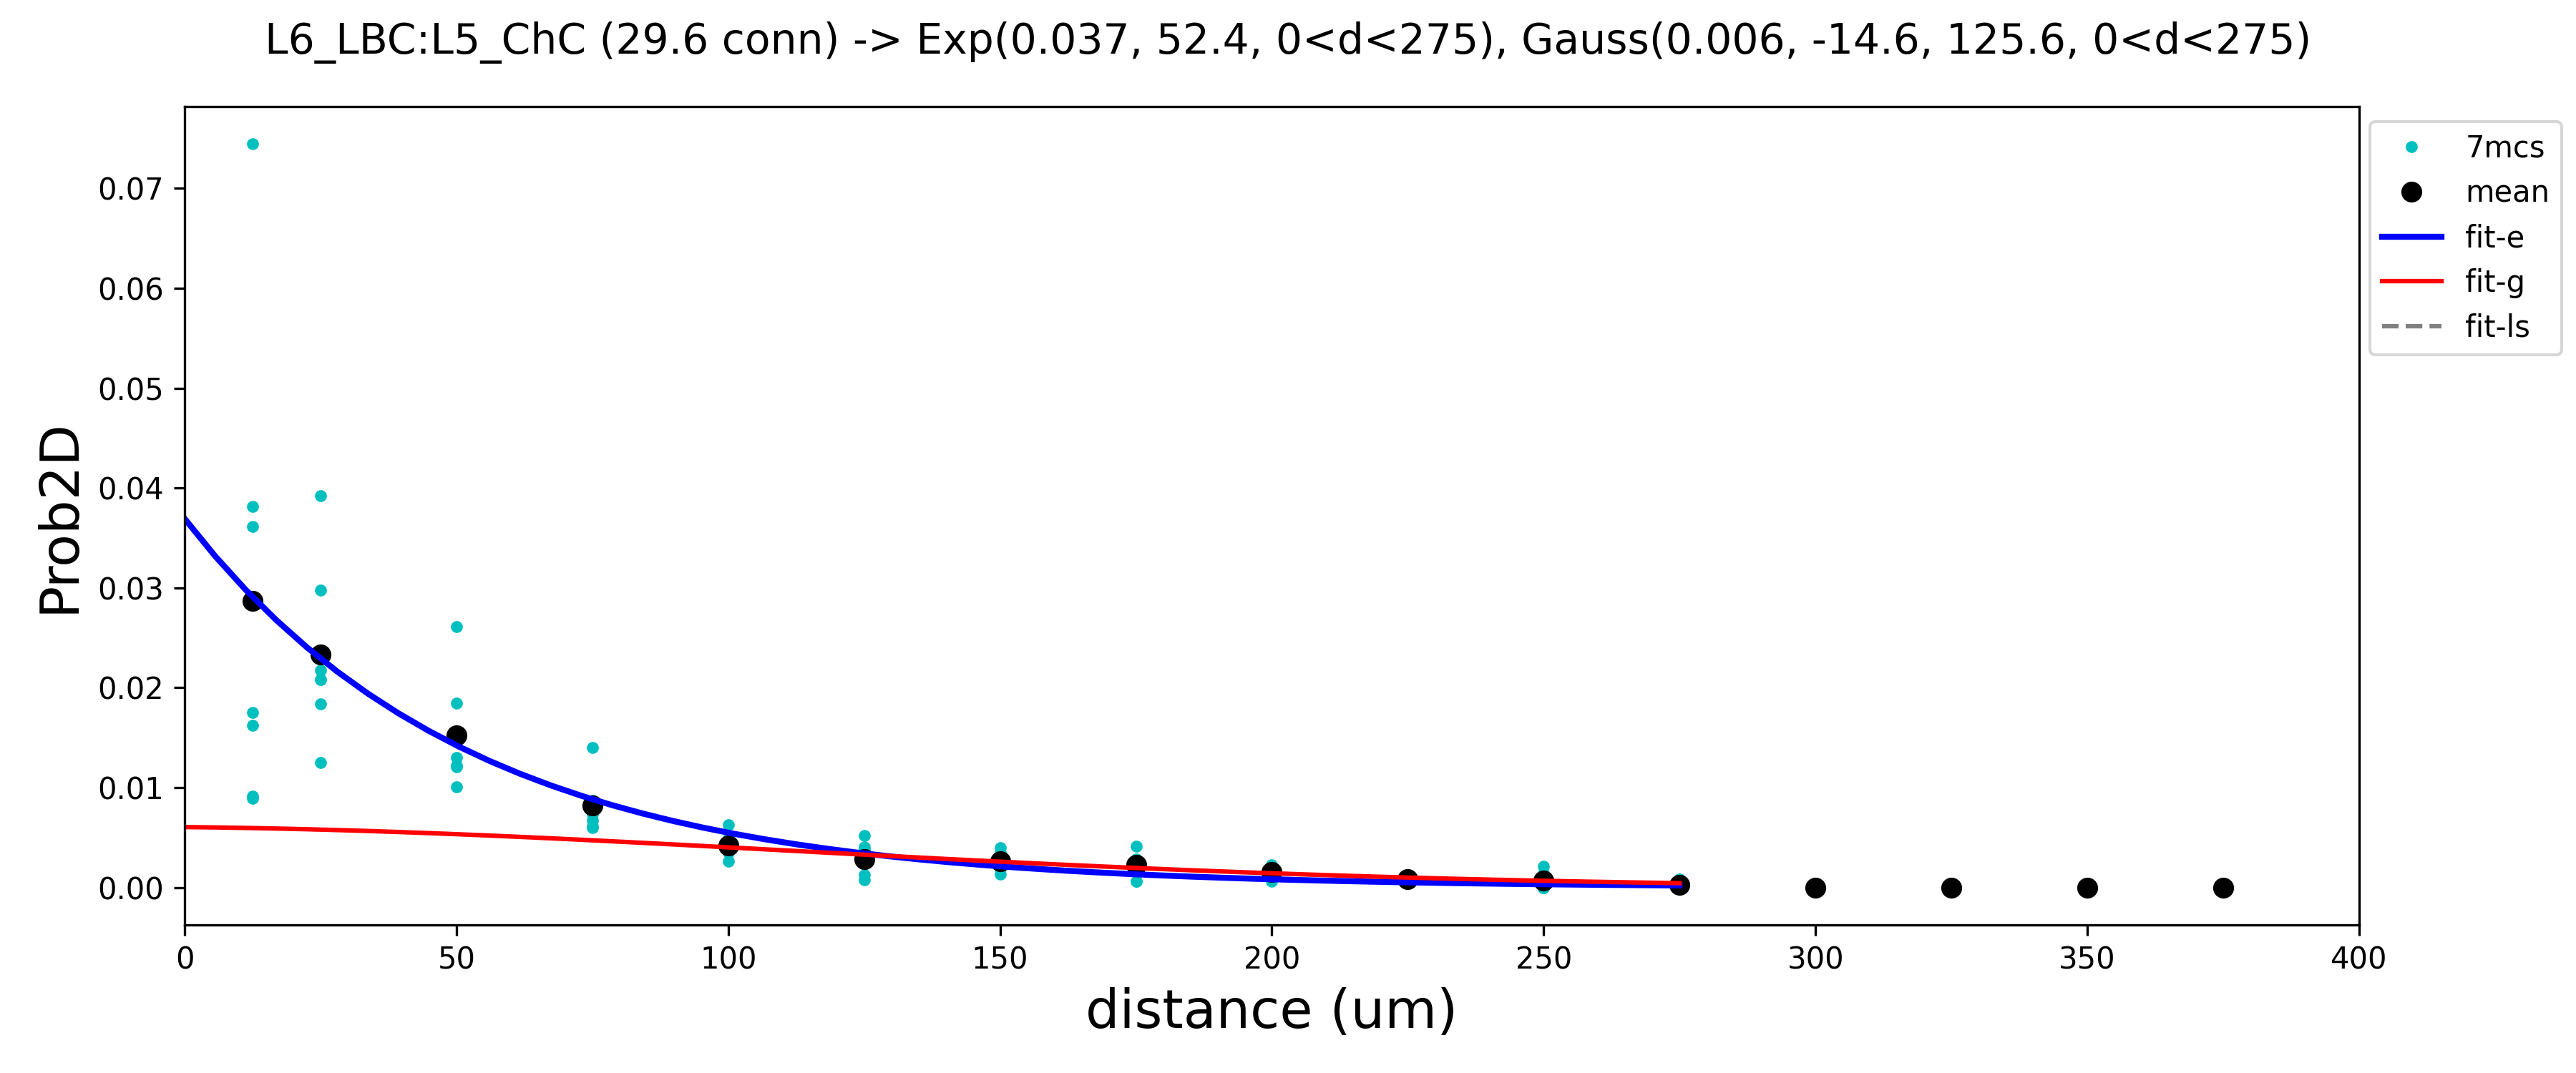 L6_LBC:L5_ChC (29.6 conn) -> Exp(0.037, 52.4, 0<d<275), Gauss(0.006, -14.6, 125.6, 0<d<275)
7mcs
mean
fit-e
fit-g
fit-ls
Prob2D
0.07
0.06
0.05
0.04
0.03
0.02
0.01
0.00
0 50 100 150 200 250 300 350 400
distance (um)